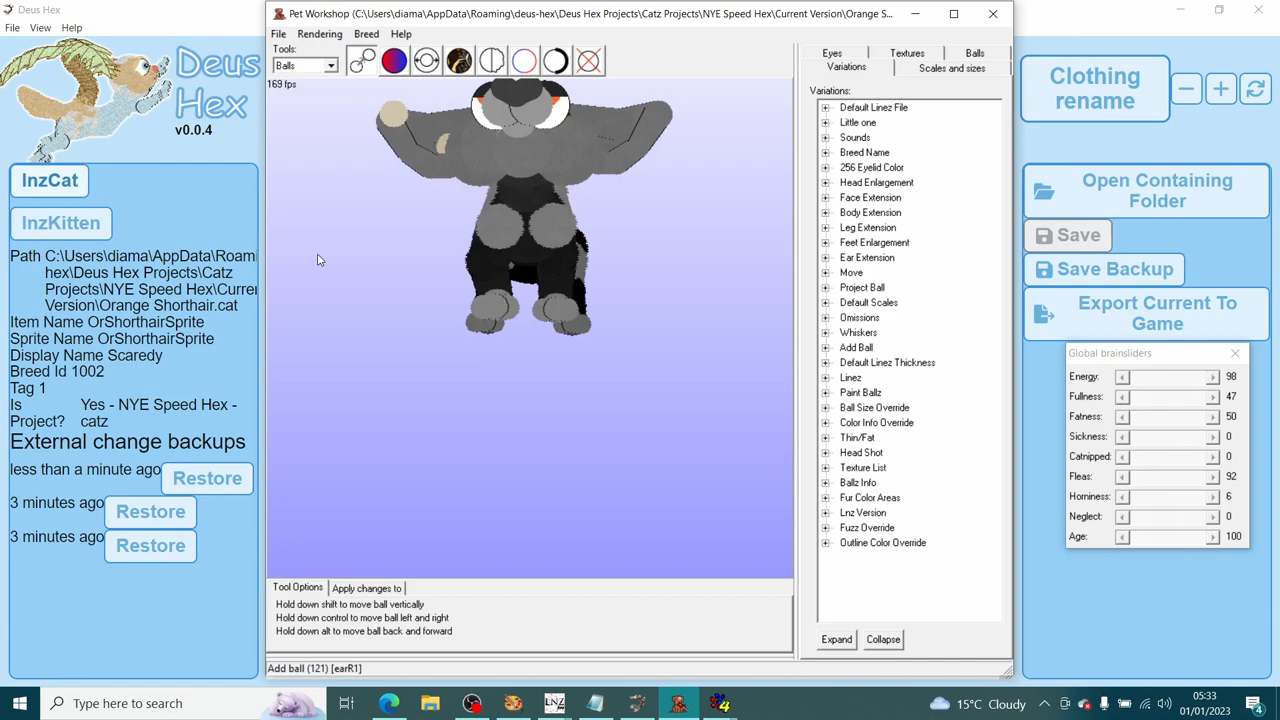 Deus Hex
File
View
Help
Deus
Hex
v0.0.4
lnzCat
lnzKitten
Path C:\Users\diama\AppData\Roami
hex\Deus Hex Projects\Catz
Projects\NYE Speed Hex\Curre
Version\Orange Shorthair.cat
Item Name OrShorthairSprite
Sprite Name OrShorthairSprite
Display Name Scaredy
Breed Id 1002
Tag 1
Is Yes - NYE Speed Hex -
Project? catz
External change backups
less than a minute ago
Restore
3 minutes ago
Restore
3 minutes ago
Restore
Pet Workshop (C:\Users\diama\AppData\Roaming\deus-hex\Deus Hex Projects\Catz Projects\NYE Speed Hex\Current Version\Orange S...
File
Rendering
Breed
Help
Tools:
Balls
169 fps
Tool Options
Apply changes to
Hold down shift to move ball vertically
Hold down control to move ball left and right
Hold down alt to move ball back and forward
Add ball (121) [earR1]
Eyes
Textures
Balls
Variations
Scales and sizes
Variations:
Default Linez File
Little one
Sounds
Breed Name
256 Eyelid Color
Head Enlargement
Face Extension
Body Extension
Leg Extension
Feet Enlargement
Ear Extension
Move
Project Ball
Default Scales
Omissions
Whiskers
Add Ball
Default Linez Thickness
Linez
Paint Ballz
Ball Size Override
Color Info Override
Thin/Fat
Head Shot
Texture List
Ballz Info
Fur Color Areas
Lnz Version
Fuzz Override
Outline Color Override
Expand
Collapse
Clothing
rename
Open Containing
Folder
Save
Save Backup
Export Current To
Game
Global brainsliders
Energy: 98
Fullness: 47
Fatness: 50
Sickness: 0
Catnipped: 0
Fleas: 92
Horniness: 6
Neglect: 0
Age: 100
Type here to search
LNZ
4
15°C Cloudy
05:33
01/01/2023
4